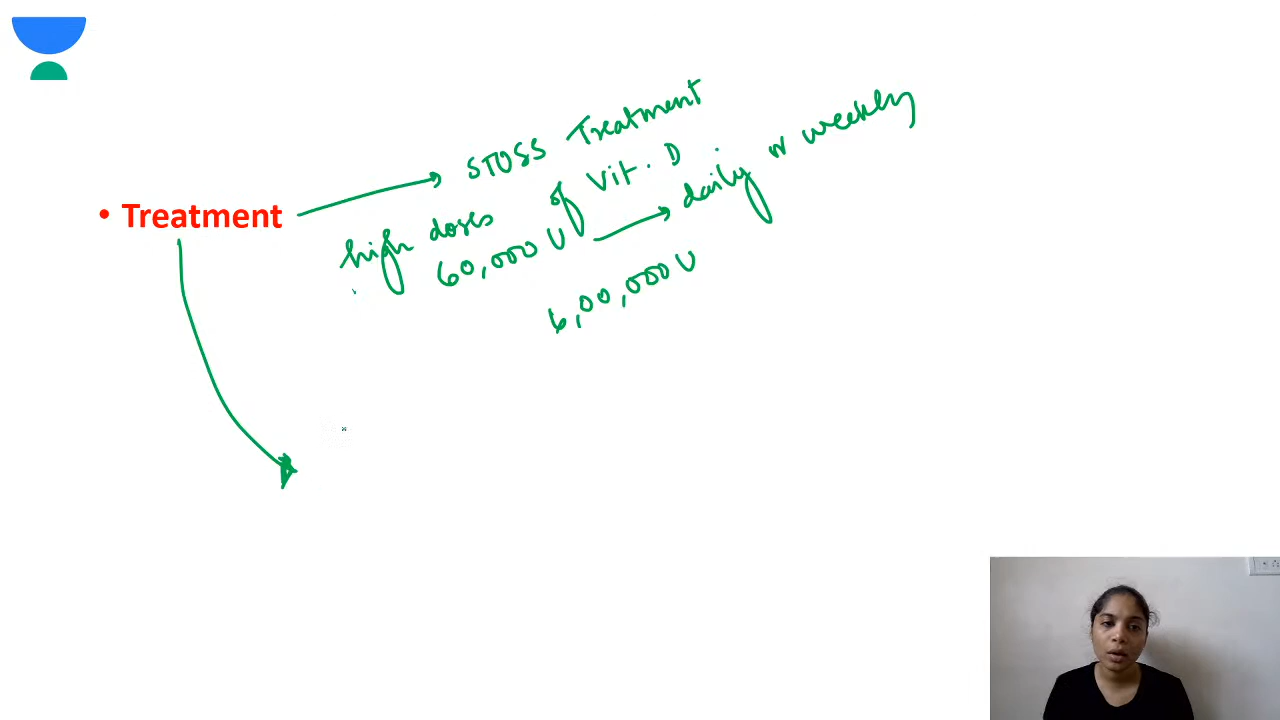 STOSS Treatment
• Treatment
high doses of Vit. D
60,000 U → daily or weekly
6,00,000 U